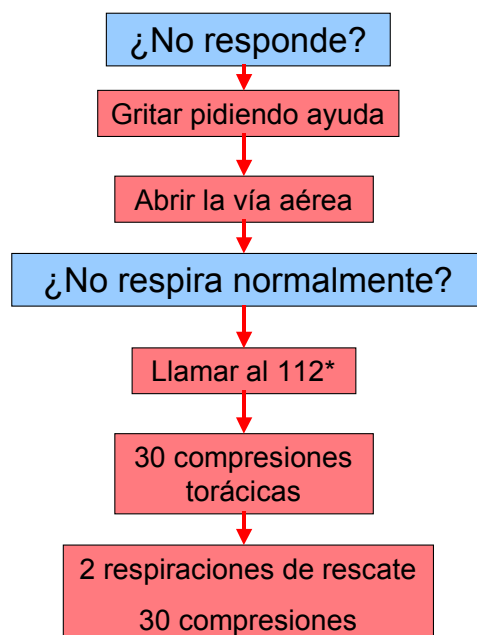 ¿No responde?
Gritar pidiendo ayuda
Abrir la vía aérea
¿No respira normalmente?
Llamar al 112*
30 compresiones
torácicas
2 respiraciones de rescate
30 compresiones